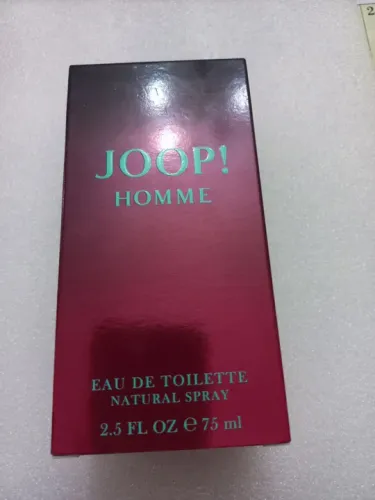 JOOP!
HOMME
EAU DE TOILETTE
NATURAL SPRAY
2.5 FL OZ ℮ 75 ml